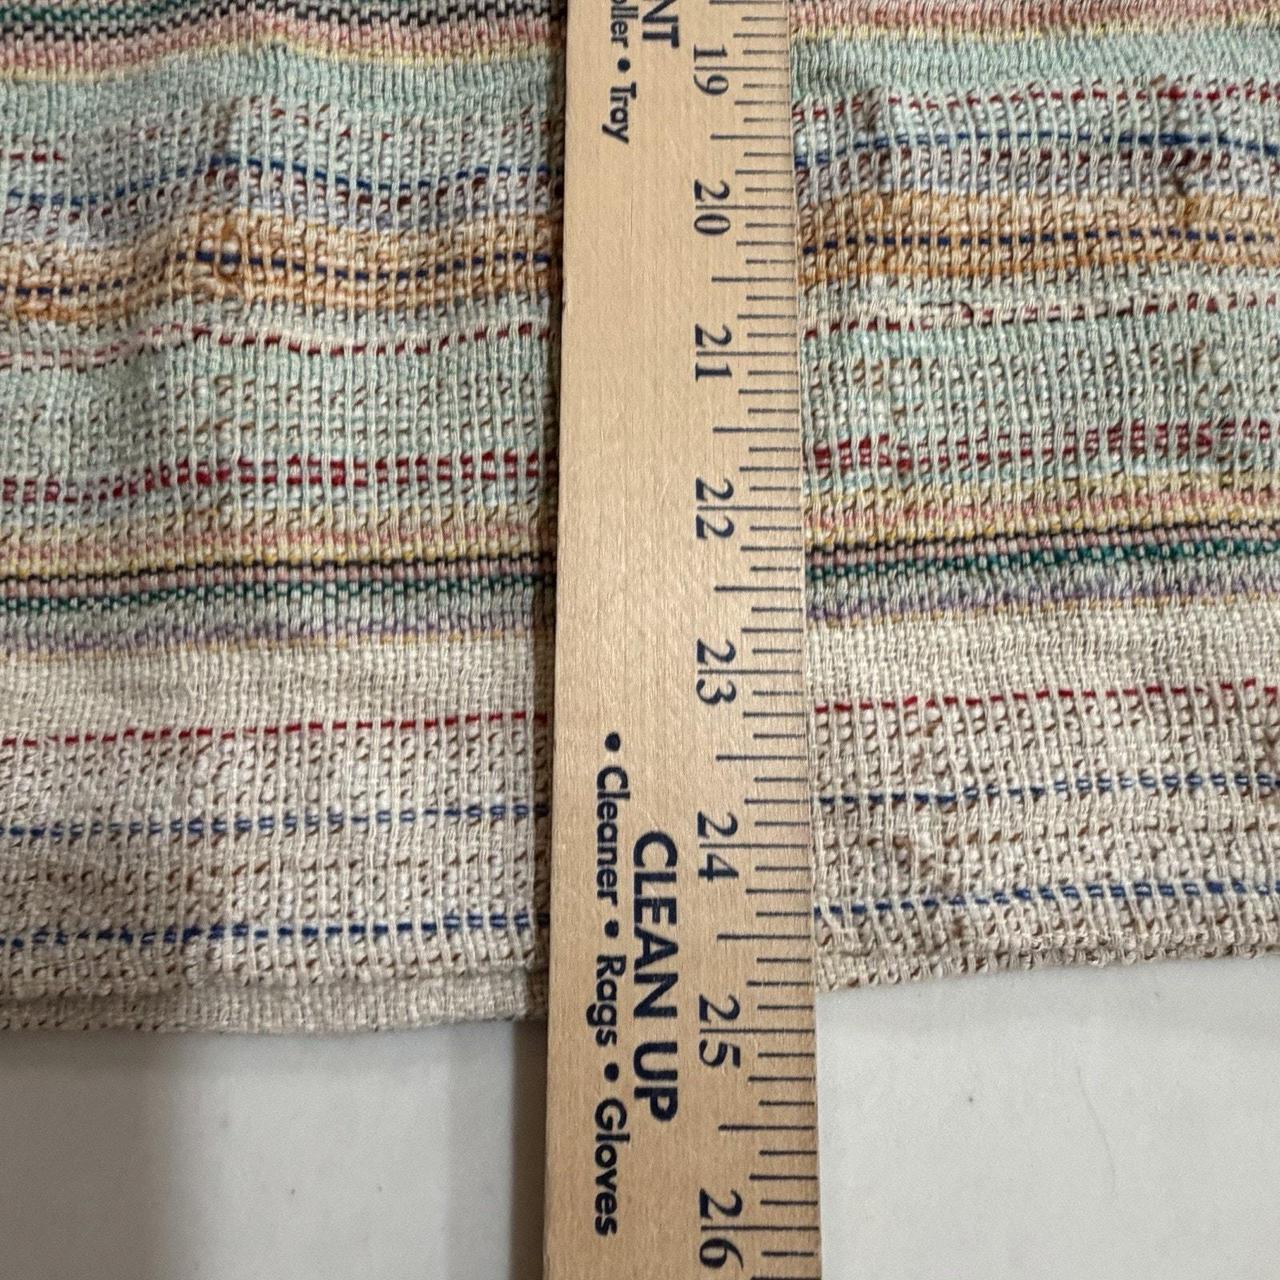 NT
oller • Tray
CLEAN UP
• Cleaner • Rags • Gloves
19
20
21
22
23
24
25
26